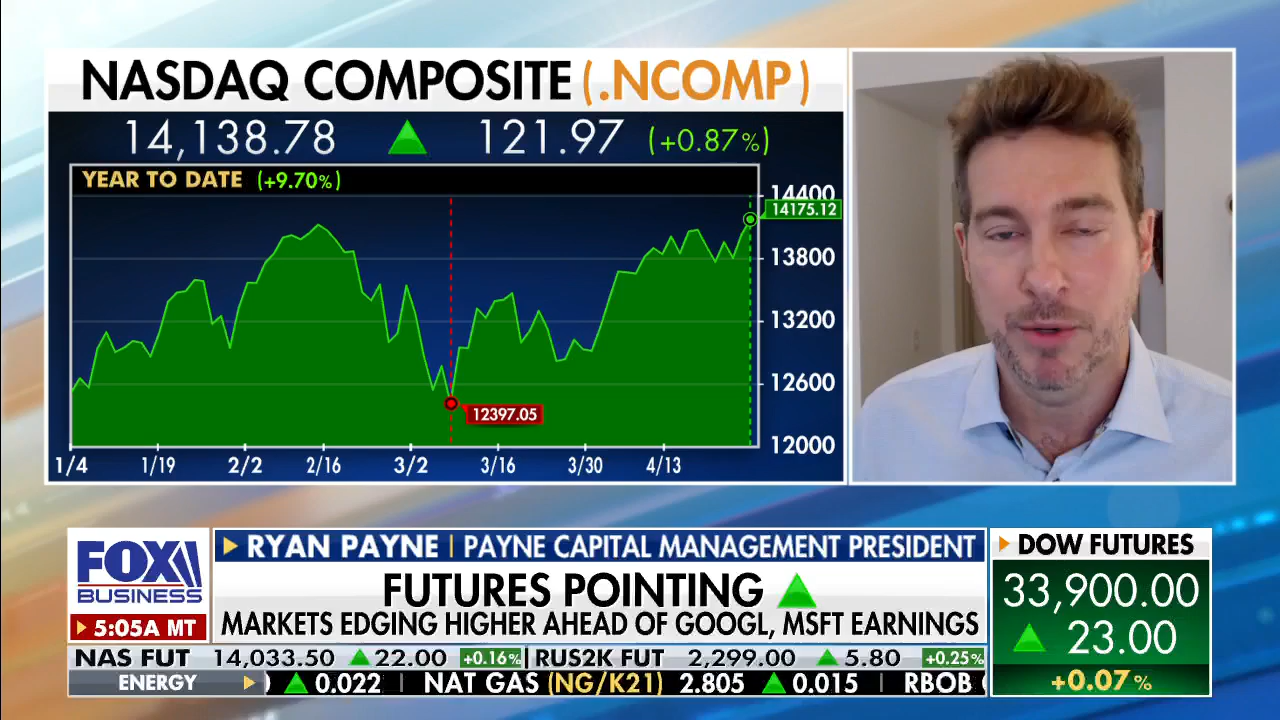 NASDAQ COMPOSITE (.NCOMP)
14,138.78 ▲ 121.97 (+0.87%)
YEAR TO DATE (+9.70%)
14400
14175.12
13800
13200
12600
12397.05
12000
1/4 1/19 2/2 2/16 3/2 3/16 3/30 4/13
FOX BUSINESS
5:05A MT
RYAN PAYNE | PAYNE CAPITAL MANAGEMENT PRESIDENT
FUTURES POINTING ▲
MARKETS EDGING HIGHER AHEAD OF GOOGL, MSFT EARNINGS
DOW FUTURES
33,900.00
▲ 23.00
+0.07%
NAS FUT 14,033.50 ▲ 22.00 +0.16% RUS2K FUT 2,299.00 ▲ 5.80 +0.25%
ENERGY ) ▲ 0.022 | NAT GAS (NG/K21) 2.805 ▲ 0.015 | RBOB